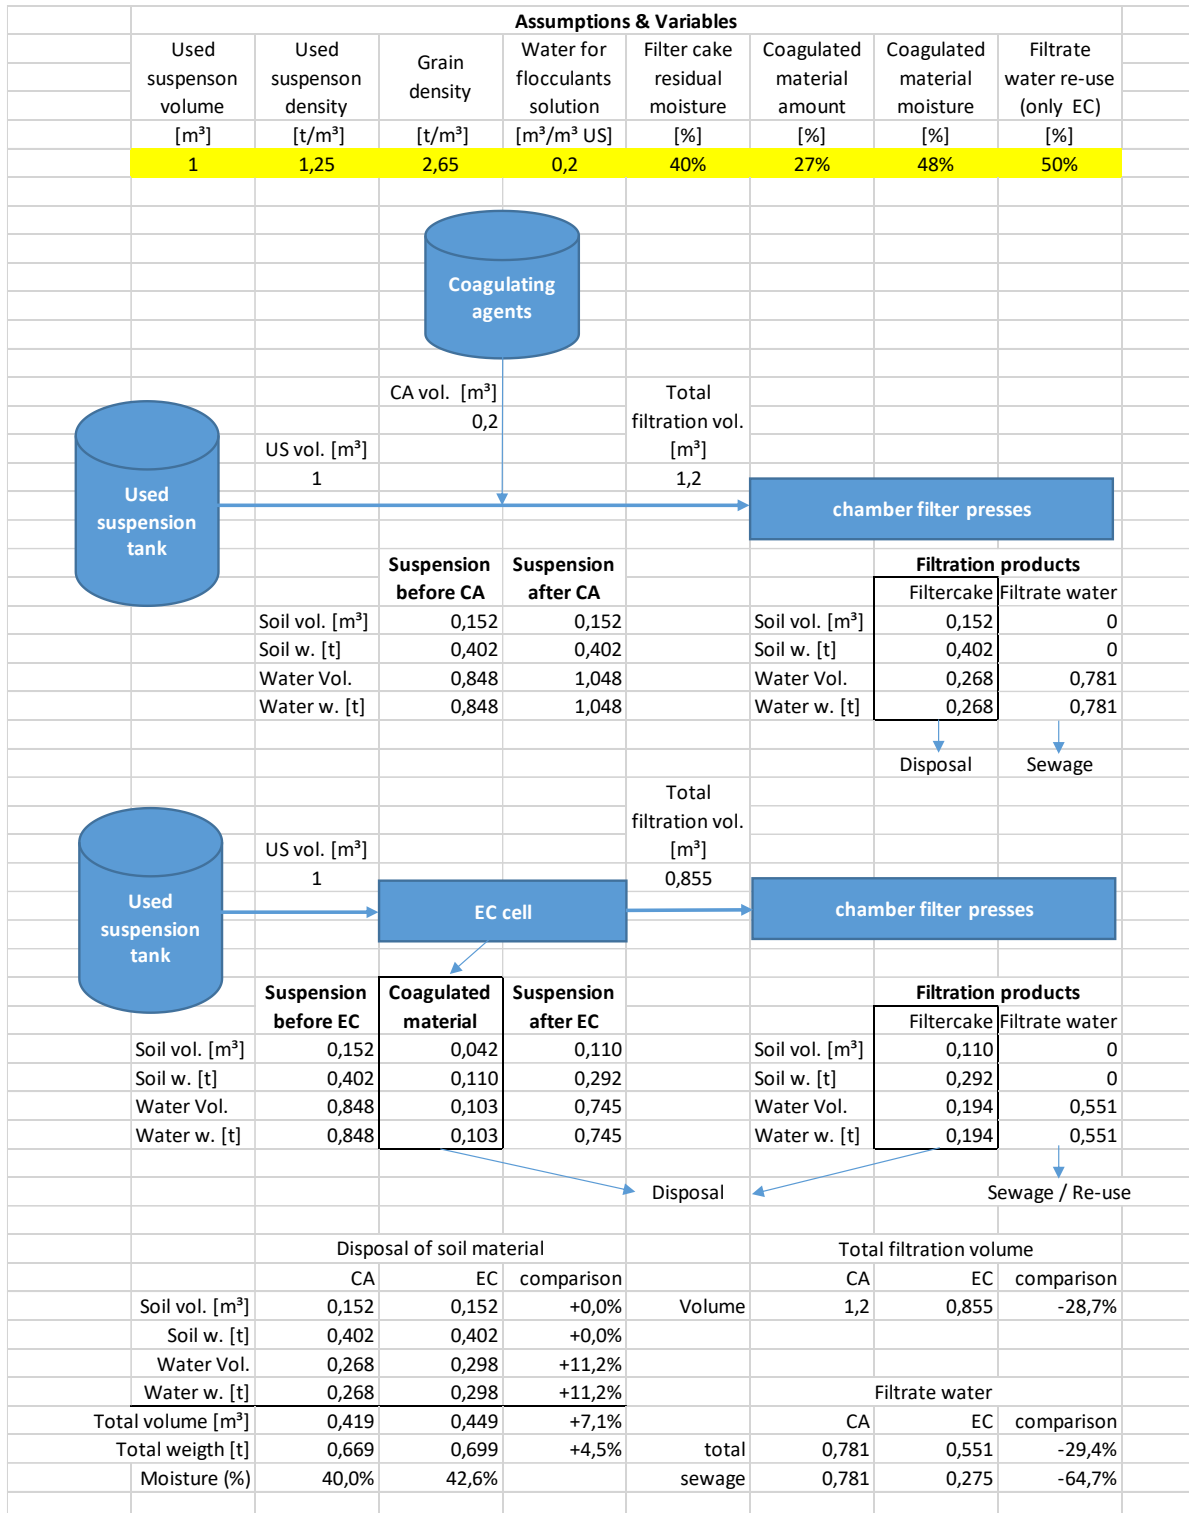 Assumptions & Variables
Used suspenson volume Used suspenson density Grain density Water for flocculants solution Filter cake residual moisture Coagulated material amount Coagulated material moisture Filtrate water re-use (only EC)
[m³] [t/m³] [t/m³] [m³/m³ US] [%] [%] [%] [%]
1 1,25 2,65 0,2 40% 27% 48% 50%
Coagulating
agents
CA vol. [m³]
0,2
Total
filtration vol.
[m³]
1,2
US vol. [m³]
1
Used
suspension
tank
chamber filter presses
Suspension before CA Suspension after CA
Soil vol. [m³] 0,152 0,152
Soil w. [t] 0,402 0,402
Water Vol. 0,848 1,048
Water w. [t] 0,848 1,048
Filtration products
Filtercake Filtrate water
Soil vol. [m³] 0,152 0
Soil w. [t] 0,402 0
Water Vol. 0,268 0,781
Water w. [t] 0,268 0,781
Disposal Sewage
Total
filtration vol.
[m³]
0,855
US vol. [m³]
1
Used
suspension
tank
EC cell
chamber filter presses
Suspension before EC Coagulated material Suspension after EC
Soil vol. [m³] 0,152 0,042 0,110
Soil w. [t] 0,402 0,110 0,292
Water Vol. 0,848 0,103 0,745
Water w. [t] 0,848 0,103 0,745
Filtration products
Filtercake Filtrate water
Soil vol. [m³] 0,110 0
Soil w. [t] 0,292 0
Water Vol. 0,194 0,551
Water w. [t] 0,194 0,551
Disposal
Sewage / Re-use
Disposal of soil material
CA EC comparison
Soil vol. [m³] 0,152 0,152 +0,0%
Soil w. [t] 0,402 0,402 +0,0%
Water Vol. 0,268 0,298 +11,2%
Water w. [t] 0,268 0,298 +11,2%
Total volume [m³] 0,419 0,449 +7,1%
Total weigth [t] 0,669 0,699 +4,5%
Moisture (%) 40,0% 42,6%
Total filtration volume
CA EC comparison
Volume 1,2 0,855 -28,7%
Filtrate water
CA EC comparison
total 0,781 0,551 -29,4%
sewage 0,781 0,275 -64,7%